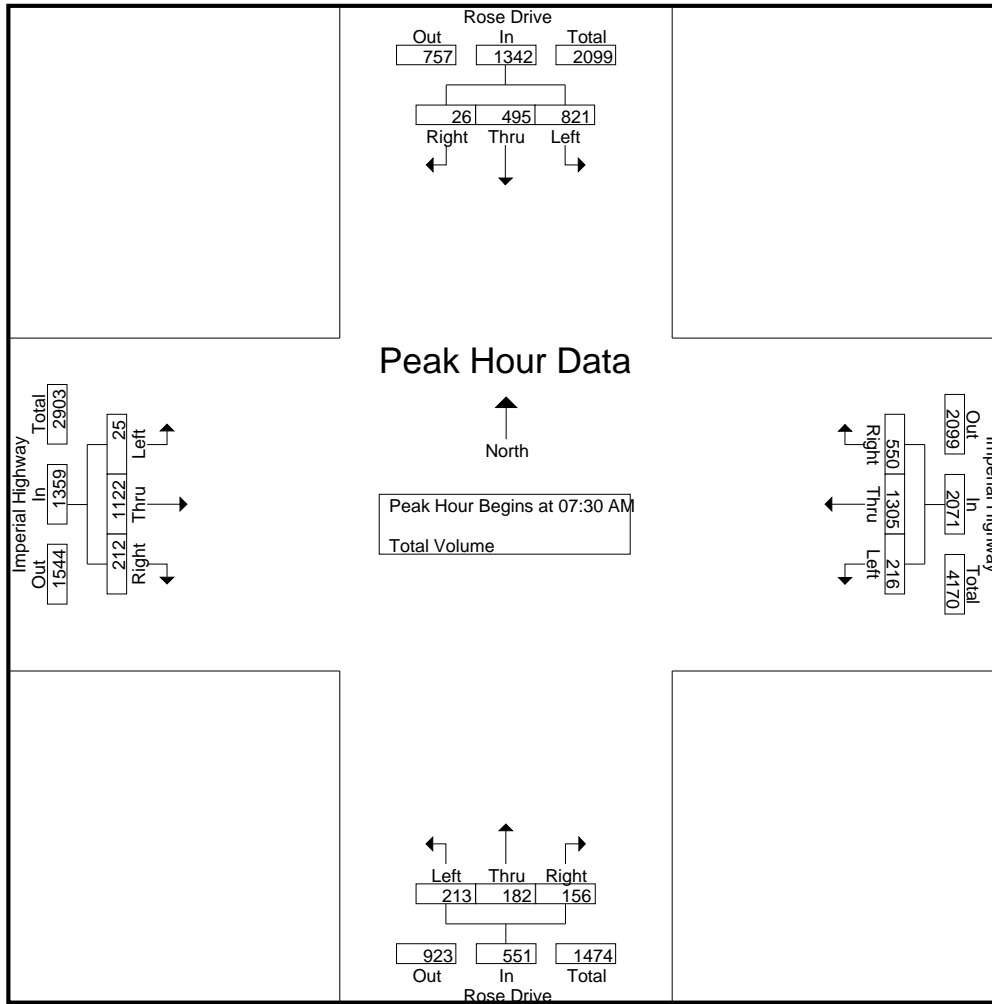 Rose Drive
Out In Total
757 1342 2099
26 495 821
Right Thru Left
Peak Hour Data
North
Peak Hour Begins at 07:30 AM
Total Volume
Imperial Highway
Total In Out
2903 1359 1544
25 1122 212
Left Thru Right
Imperial Highway
Out In Total
2099 2071 4170
550 1305 216
Right Thru Left
Left Thru Right
213 182 156
923 551 1474
Out In Total
Rose Drive